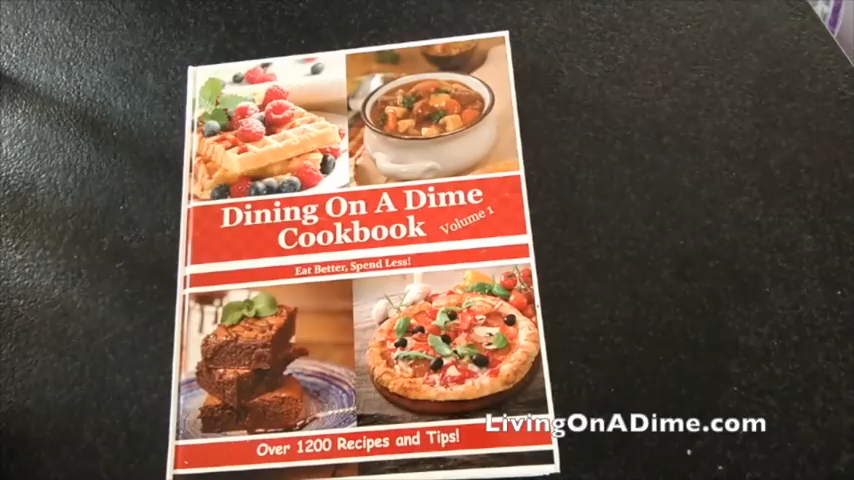 Dining On A Dime
Cookbook Volume 1
Eat Better, Spend Less!
Over 1200 Recipes and Tips!
LivingOnADime.com